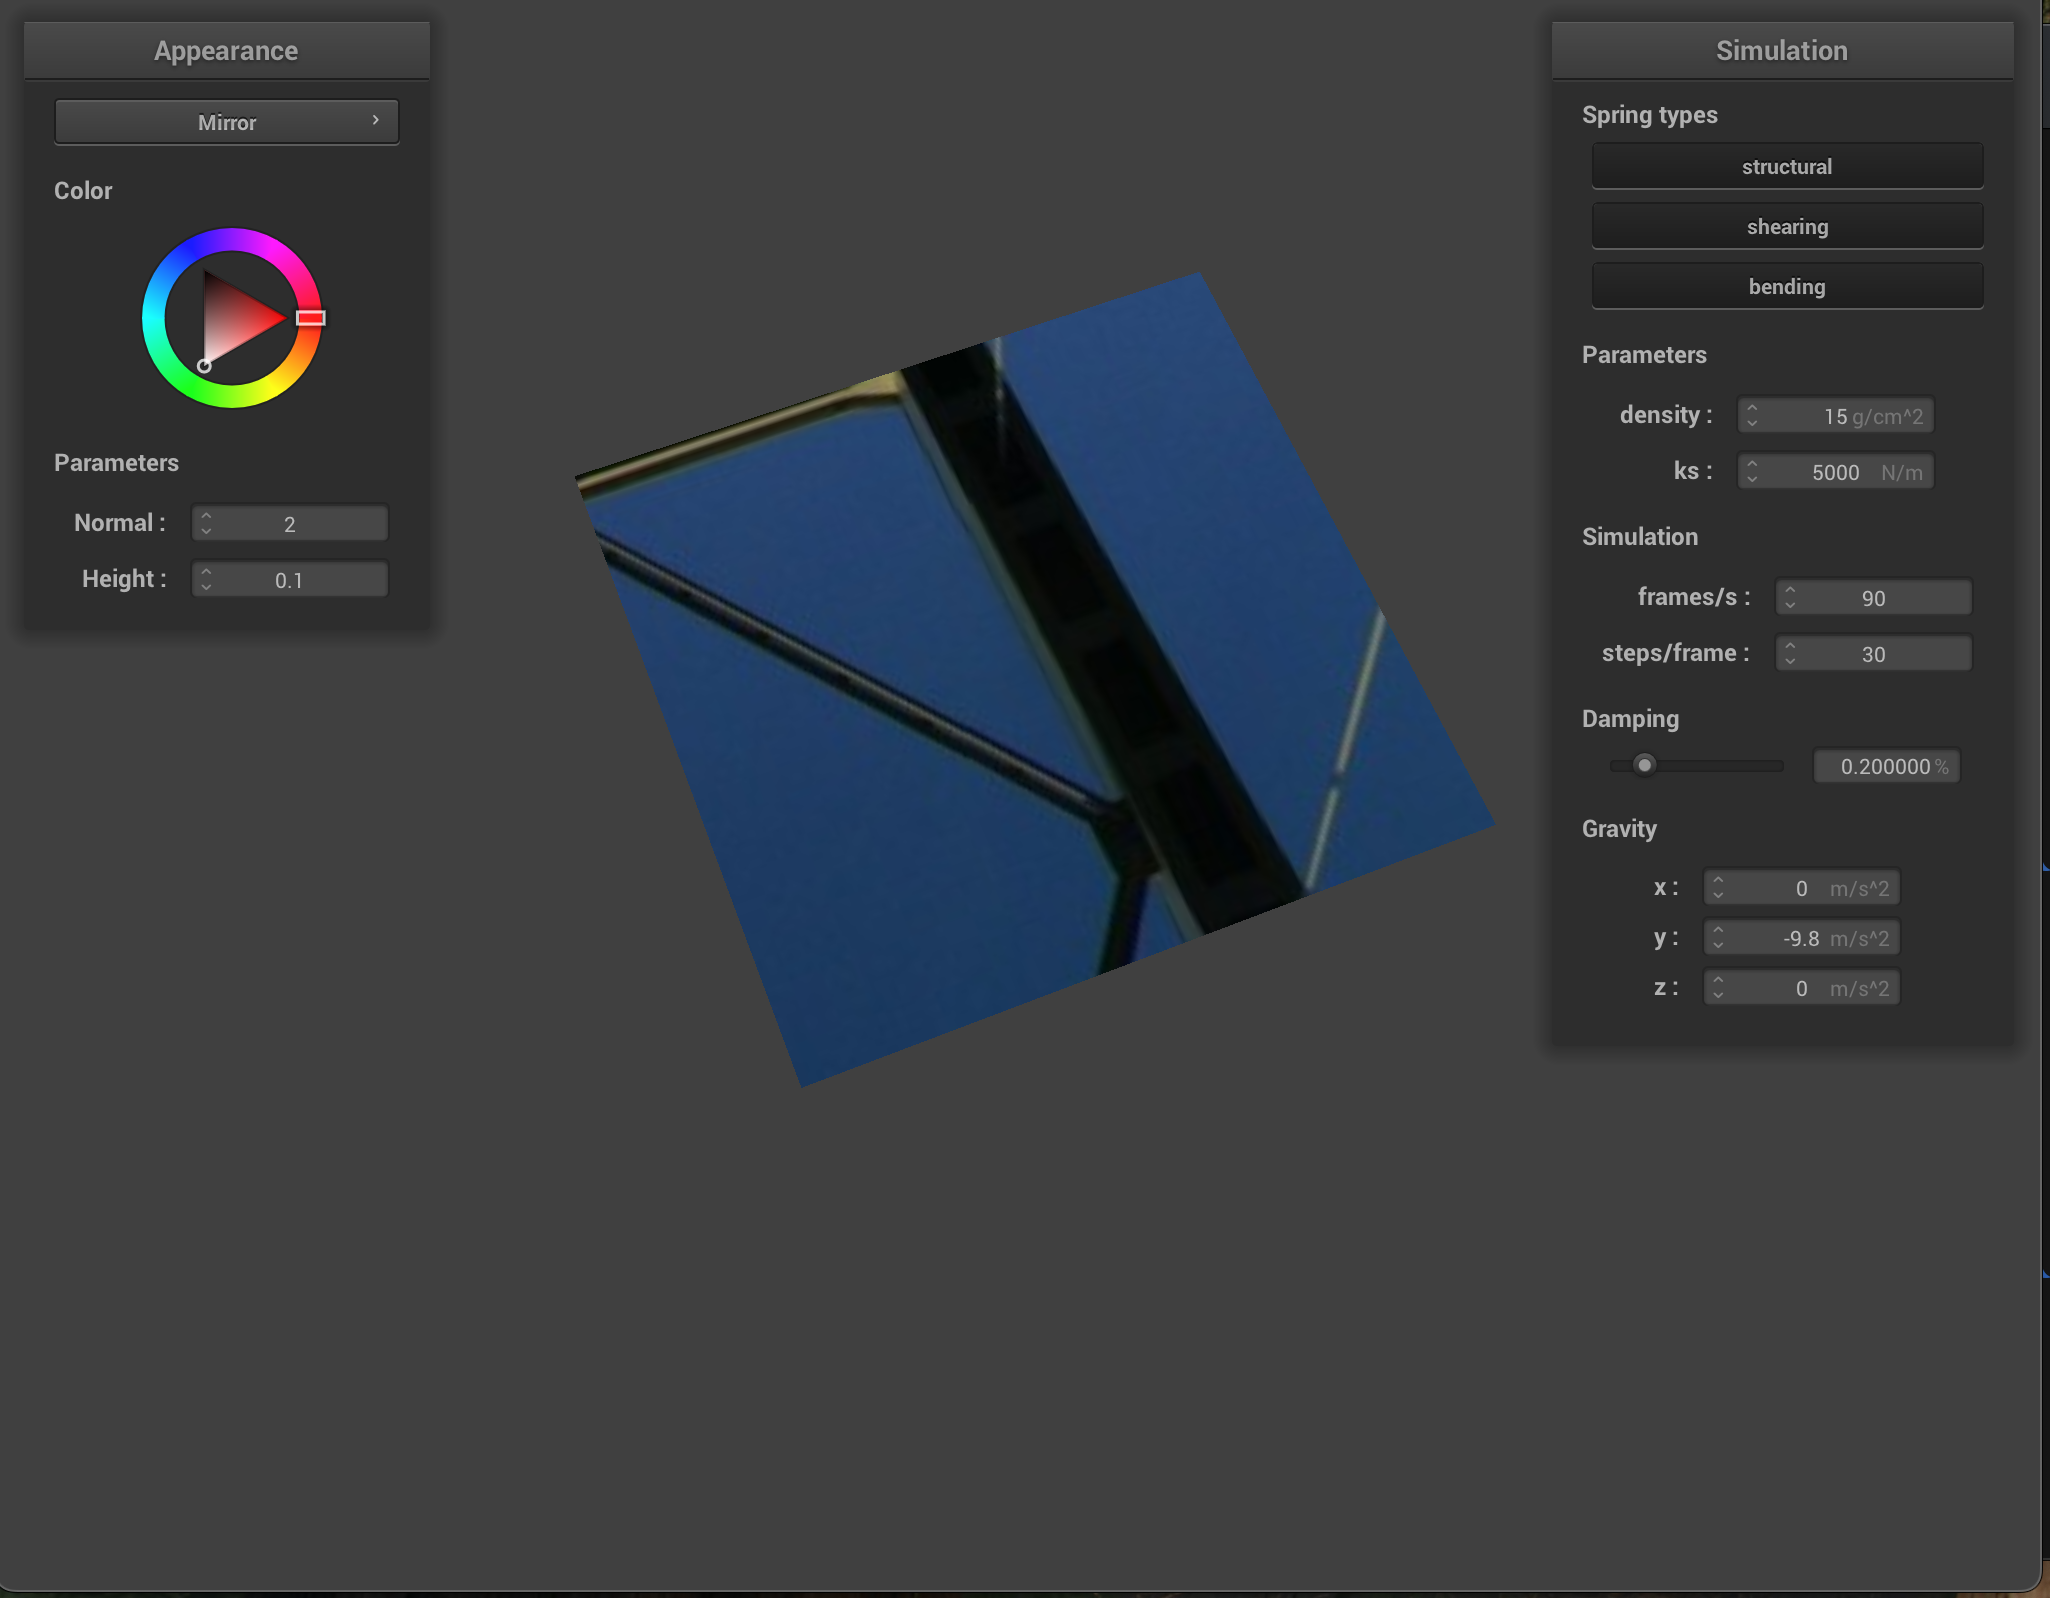 Appearance
Mirror
Color
Parameters
Normal : 2
Height : 0.1
Simulation
Spring types
structural
shearing
bending
Parameters
density : 15 g/cm^2
ks : 5000 N/m
Simulation
frames/s : 90
steps/frame : 30
Damping
0.200000 %
Gravity
x : 0 m/s^2
y : -9.8 m/s^2
z : 0 m/s^2